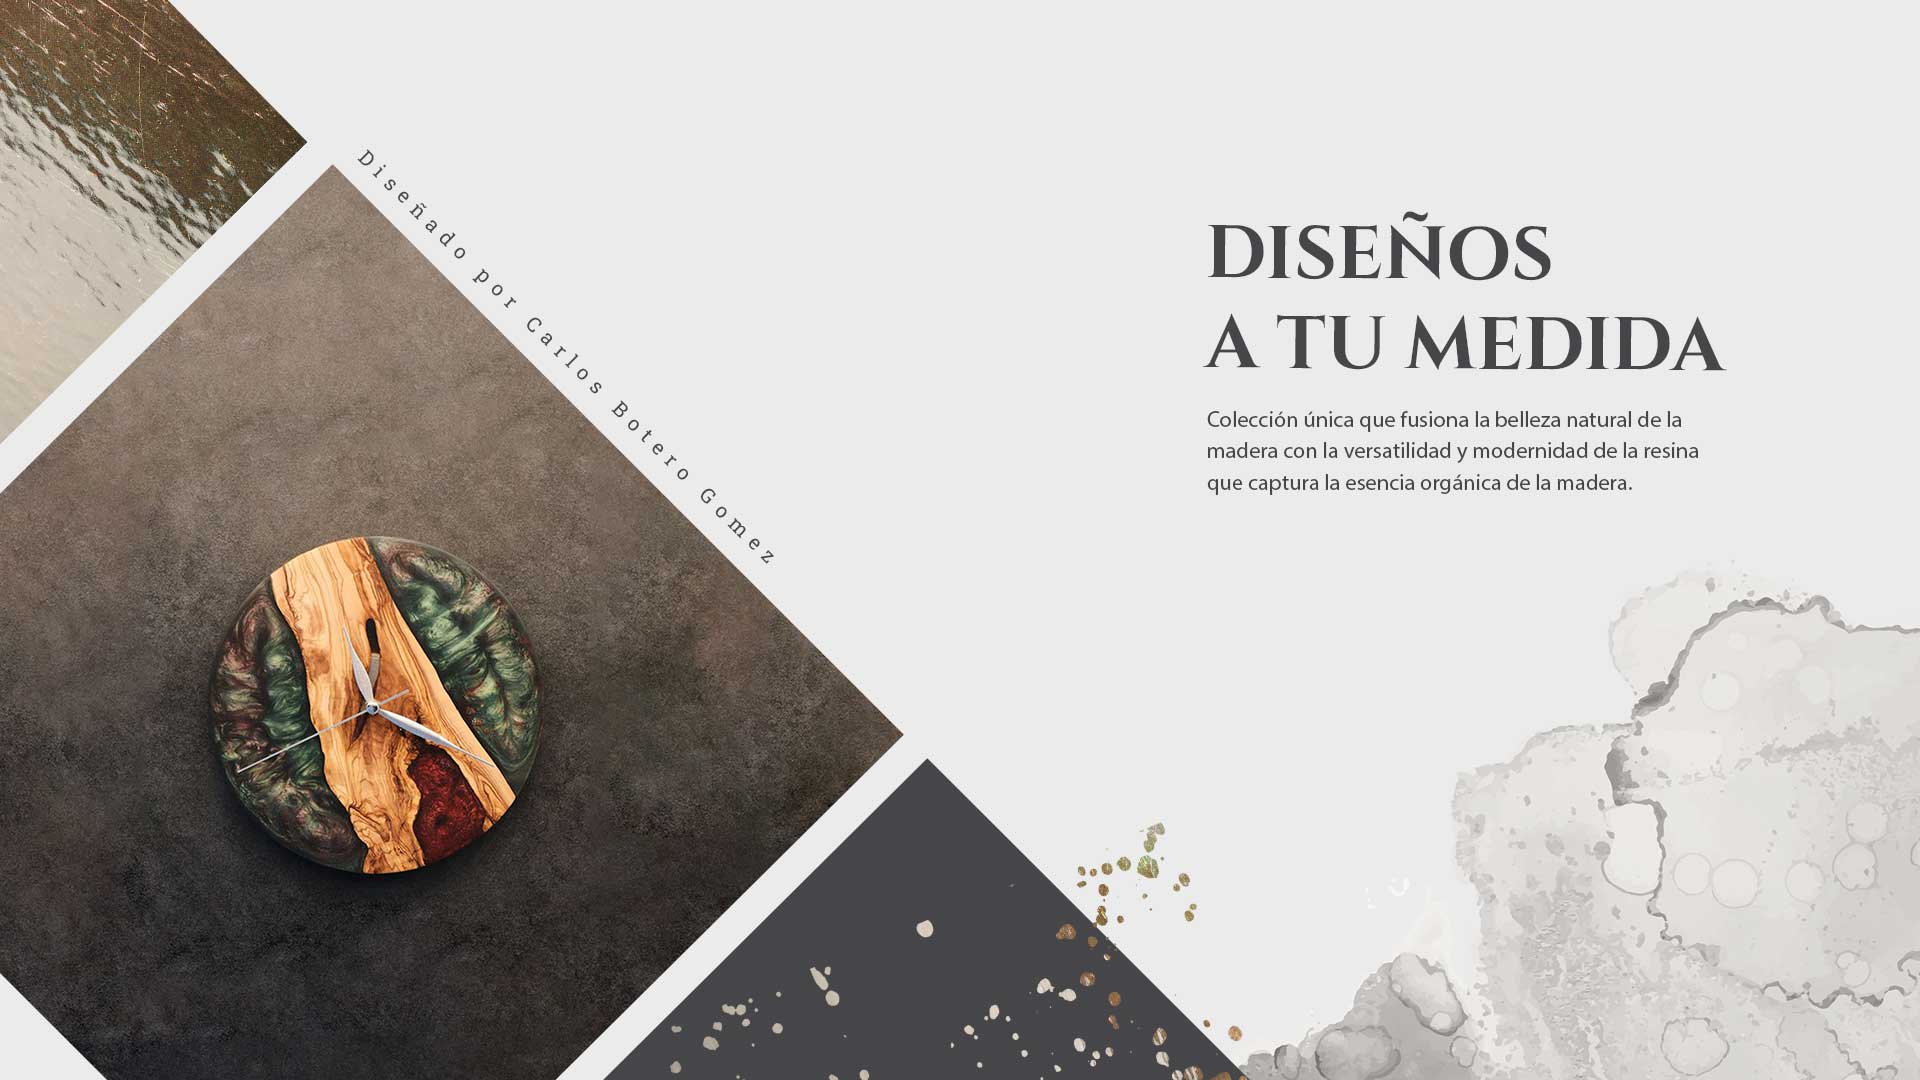 Diseñado por Carlos Botero Gomez
DISEÑOS
A TU MEDIDA
Colección única que fusiona la belleza natural de la
madera con la versatilidad y modernidad de la resina
que captura la esencia orgánica de la madera.